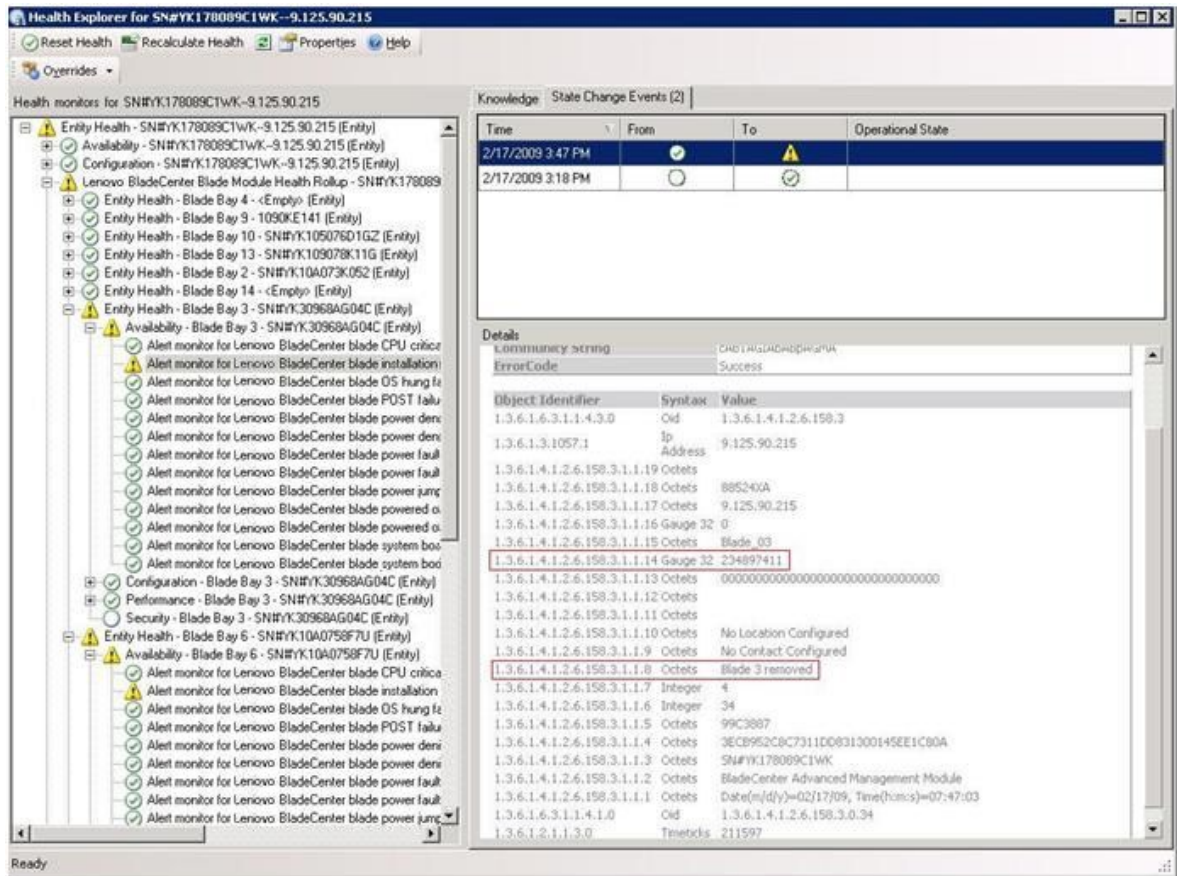 Health Explorer for SN#YK178089C1WK--9.125.90.215
Reset Health Recalculate Health Properties Help
Overrides
Health monitors for SN#YK178089C1WK--9.125.90.215
Entity Health - SN#YK178089C1WK--9.125.90.215 (Entity)
Availability - SN#YK178089C1WK--9.125.90.215 (Entity)
Configuration - SN#YK178089C1WK--9.125.90.215 (Entity)
Lenovo BladeCenter Blade Module Health Rollup - SN#YK178089
Entity Health - Blade Bay 4 - <Empty> (Entity)
Entity Health - Blade Bay 9 - 1090KE141 (Entity)
Entity Health - Blade Bay 10 - SN#YK105076D1GZ (Entity)
Entity Health - Blade Bay 13 - SN#YK109078K11G (Entity)
Entity Health - Blade Bay 2 - SN#YK10A073K052 (Entity)
Entity Health - Blade Bay 14 - <Empty> (Entity)
Entity Health - Blade Bay 3 - SN#YK30968AG04C (Entity)
Availability - Blade Bay 3 - SN#YK30968AG04C (Entity)
Alert monitor for Lenovo BladeCenter blade CPU critica
Alert monitor for Lenovo BladeCenter blade installation
Alert monitor for Lenovo BladeCenter blade OS hung fa
Alert monitor for Lenovo BladeCenter blade POST failu
Alert monitor for Lenovo BladeCenter blade power deni
Alert monitor for Lenovo BladeCenter blade power deni
Alert monitor for Lenovo BladeCenter blade power fault
Alert monitor for Lenovo BladeCenter blade power fault
Alert monitor for Lenovo BladeCenter blade power jump
Alert monitor for Lenovo BladeCenter blade powered o
Alert monitor for Lenovo BladeCenter blade powered o
Alert monitor for Lenovo BladeCenter blade system boa
Alert monitor for Lenovo BladeCenter blade system boo
Configuration - Blade Bay 3 - SN#YK30968AG04C (Entity)
Performance - Blade Bay 3 - SN#YK30968AG04C (Entity)
Security - Blade Bay 3 - SN#YK30968AG04C (Entity)
Entity Health - Blade Bay 6 - SN#YK10A0758F7U (Entity)
Availability - Blade Bay 6 - SN#YK10A0758F7U (Entity)
Alert monitor for Lenovo BladeCenter blade CPU critica
Alert monitor for Lenovo BladeCenter blade installation
Alert monitor for Lenovo BladeCenter blade OS hung fa
Alert monitor for Lenovo BladeCenter blade POST failu
Alert monitor for Lenovo BladeCenter blade power deni
Alert monitor for Lenovo BladeCenter blade power deni
Alert monitor for Lenovo BladeCenter blade power fault
Alert monitor for Lenovo BladeCenter blade power fault
Alert monitor for Lenovo BladeCenter blade power jump
Knowledge State Change Events (2)
Time From To Operational State
2/17/2009 3:47 PM
2/17/2009 3:18 PM
Details
Community String
ErrorCode Success
Object Identifier Syntax Value
1.3.6.1.6.3.1.1.4.3.0 Oid 1.3.6.1.4.1.2.6.158.3
1.3.6.1.3.1057.1 Ip Address 9.125.90.215
1.3.6.1.4.1.2.6.158.3.1.1.19 Octets
1.3.6.1.4.1.2.6.158.3.1.1.18 Octets 88524XA
1.3.6.1.4.1.2.6.158.3.1.1.17 Octets 9.125.90.215
1.3.6.1.4.1.2.6.158.3.1.1.16 Gauge 32 0
1.3.6.1.4.1.2.6.158.3.1.1.15 Octets Blade_03
1.3.6.1.4.1.2.6.158.3.1.1.14 Gauge 32 234897411
1.3.6.1.4.1.2.6.158.3.1.1.13 Octets 00000000000000000000000000000000
1.3.6.1.4.1.2.6.158.3.1.1.12 Octets
1.3.6.1.4.1.2.6.158.3.1.1.11 Octets
1.3.6.1.4.1.2.6.158.3.1.1.10 Octets No Location Configured
1.3.6.1.4.1.2.6.158.3.1.1.9 Octets No Contact Configured
1.3.6.1.4.1.2.6.158.3.1.1.8 Octets Blade 3 removed
1.3.6.1.4.1.2.6.158.3.1.1.7 Integer 4
1.3.6.1.4.1.2.6.158.3.1.1.6 Integer 34
1.3.6.1.4.1.2.6.158.3.1.1.5 Octets 99C3887
1.3.6.1.4.1.2.6.158.3.1.1.4 Octets 3ECB952C8C7311DD831300145EE1C80A
1.3.6.1.4.1.2.6.158.3.1.1.3 Octets SN#YK178089C1WK
1.3.6.1.4.1.2.6.158.3.1.1.2 Octets BladeCenter Advanced Management Module
1.3.6.1.4.1.2.6.158.3.1.1.1 Octets Date(m/d/y)=02/17/09, Time(h:m:s)=07:47:03
1.3.6.1.6.3.1.1.4.1.0 Oid 1.3.6.1.4.1.2.6.158.3.0.34
1.3.6.1.2.1.1.3.0 Timeticks 211597
Ready